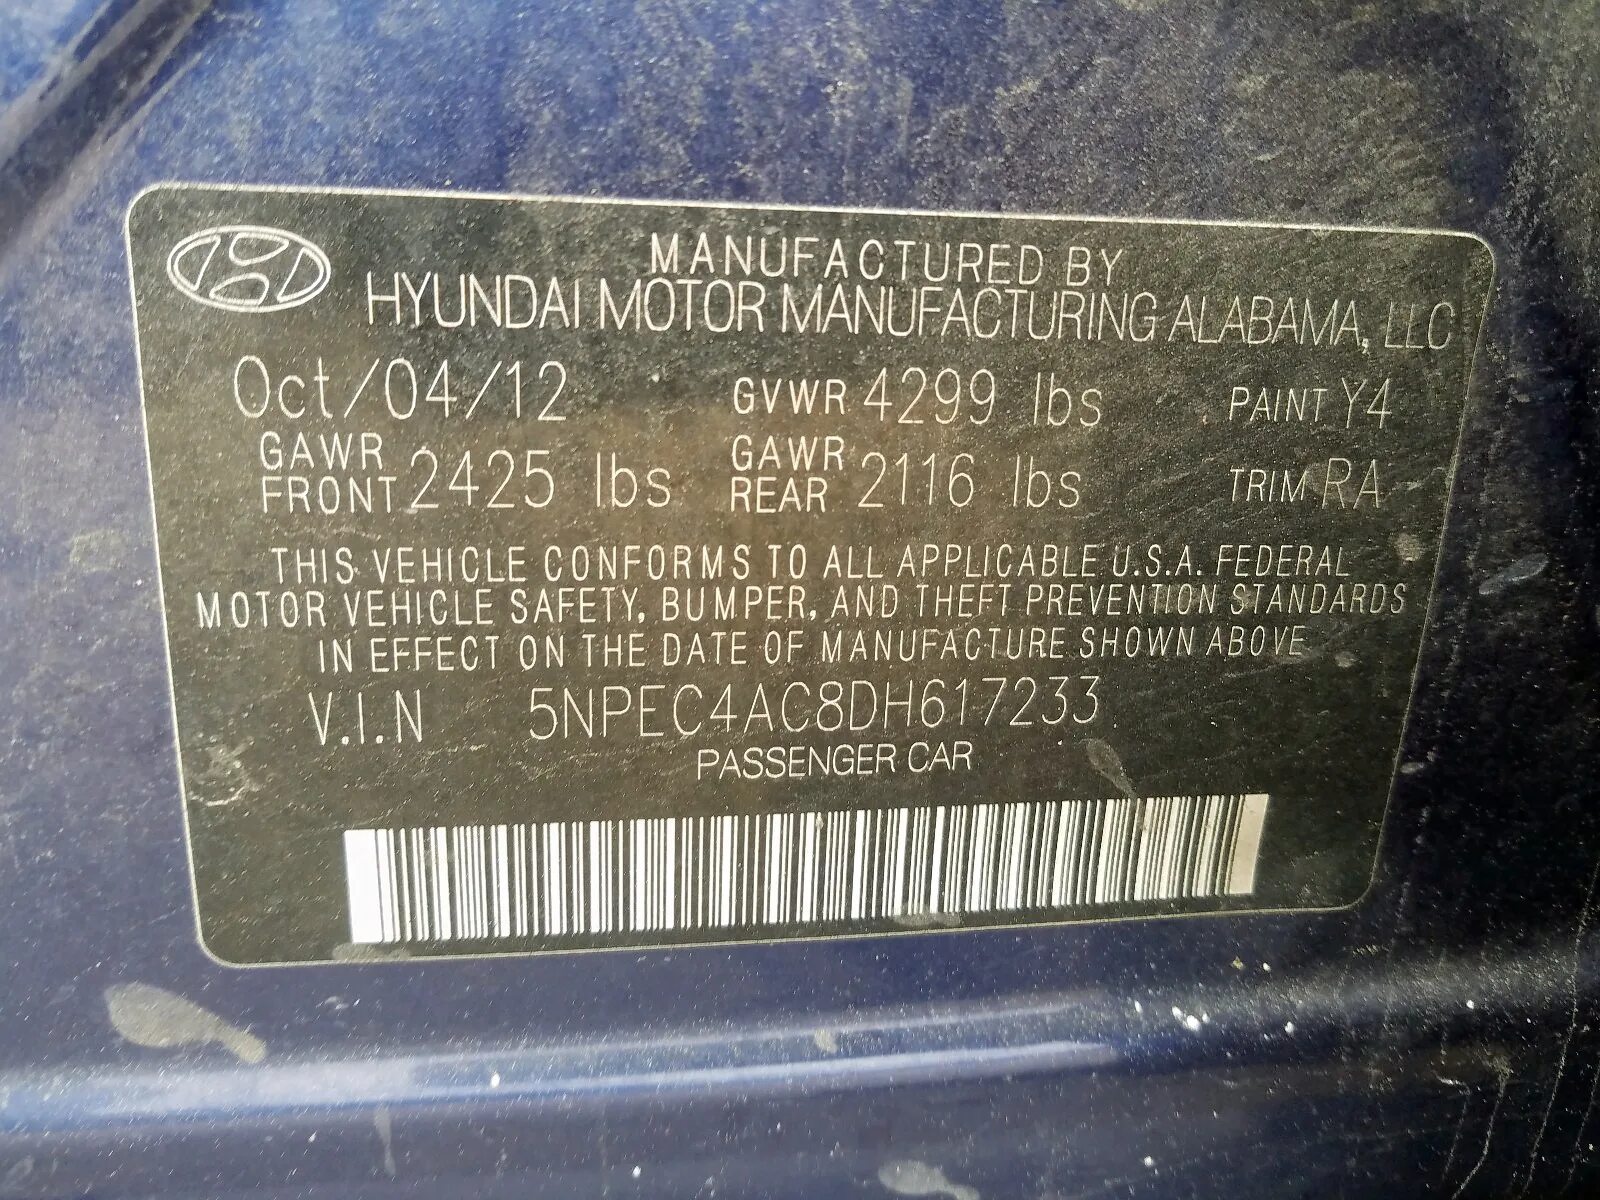 MANUFACTURED BY
HYUNDAI MOTOR MANUFACTURING ALABAMA, LLC
Oct/04/12 GVWR 4299 lbs PAINT Y4
GAWR FRONT 2425 lbs GAWR REAR 2116 lbs TRIM RA
THIS VEHICLE CONFORMS TO ALL APPLICABLE U.S.A. FEDERAL
MOTOR VEHICLE SAFETY, BUMPER, AND THEFT PREVENTION STANDARDS
IN EFFECT ON THE DATE OF MANUFACTURE SHOWN ABOVE
V.I.N 5NPEC4AC8DH617233
PASSENGER CAR